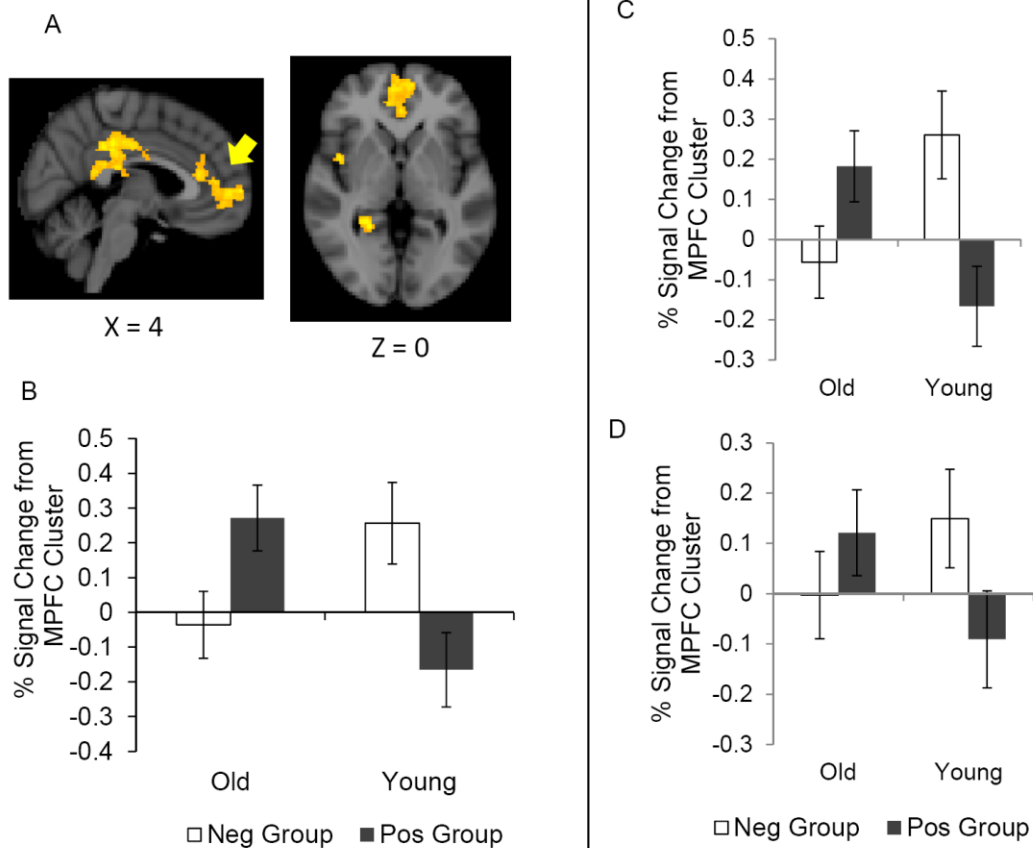 A
X = 4
Z = 0
B
% Signal Change from
MPFC Cluster
0.5
0.4
0.3
0.2
0.1
0
-0.1
-0.2
-0.3
-0.4
Old
Young
Neg Group
Pos Group
C
% Signal Change from
MPFC Cluster
0.5
0.4
0.3
0.2
0.1
0
-0.1
-0.2
-0.3
Old
Young
D
% Signal Change from
MPFC Cluster
0.3
0.2
0.1
0
-0.1
-0.2
-0.3
Old
Young
Neg Group
Pos Group